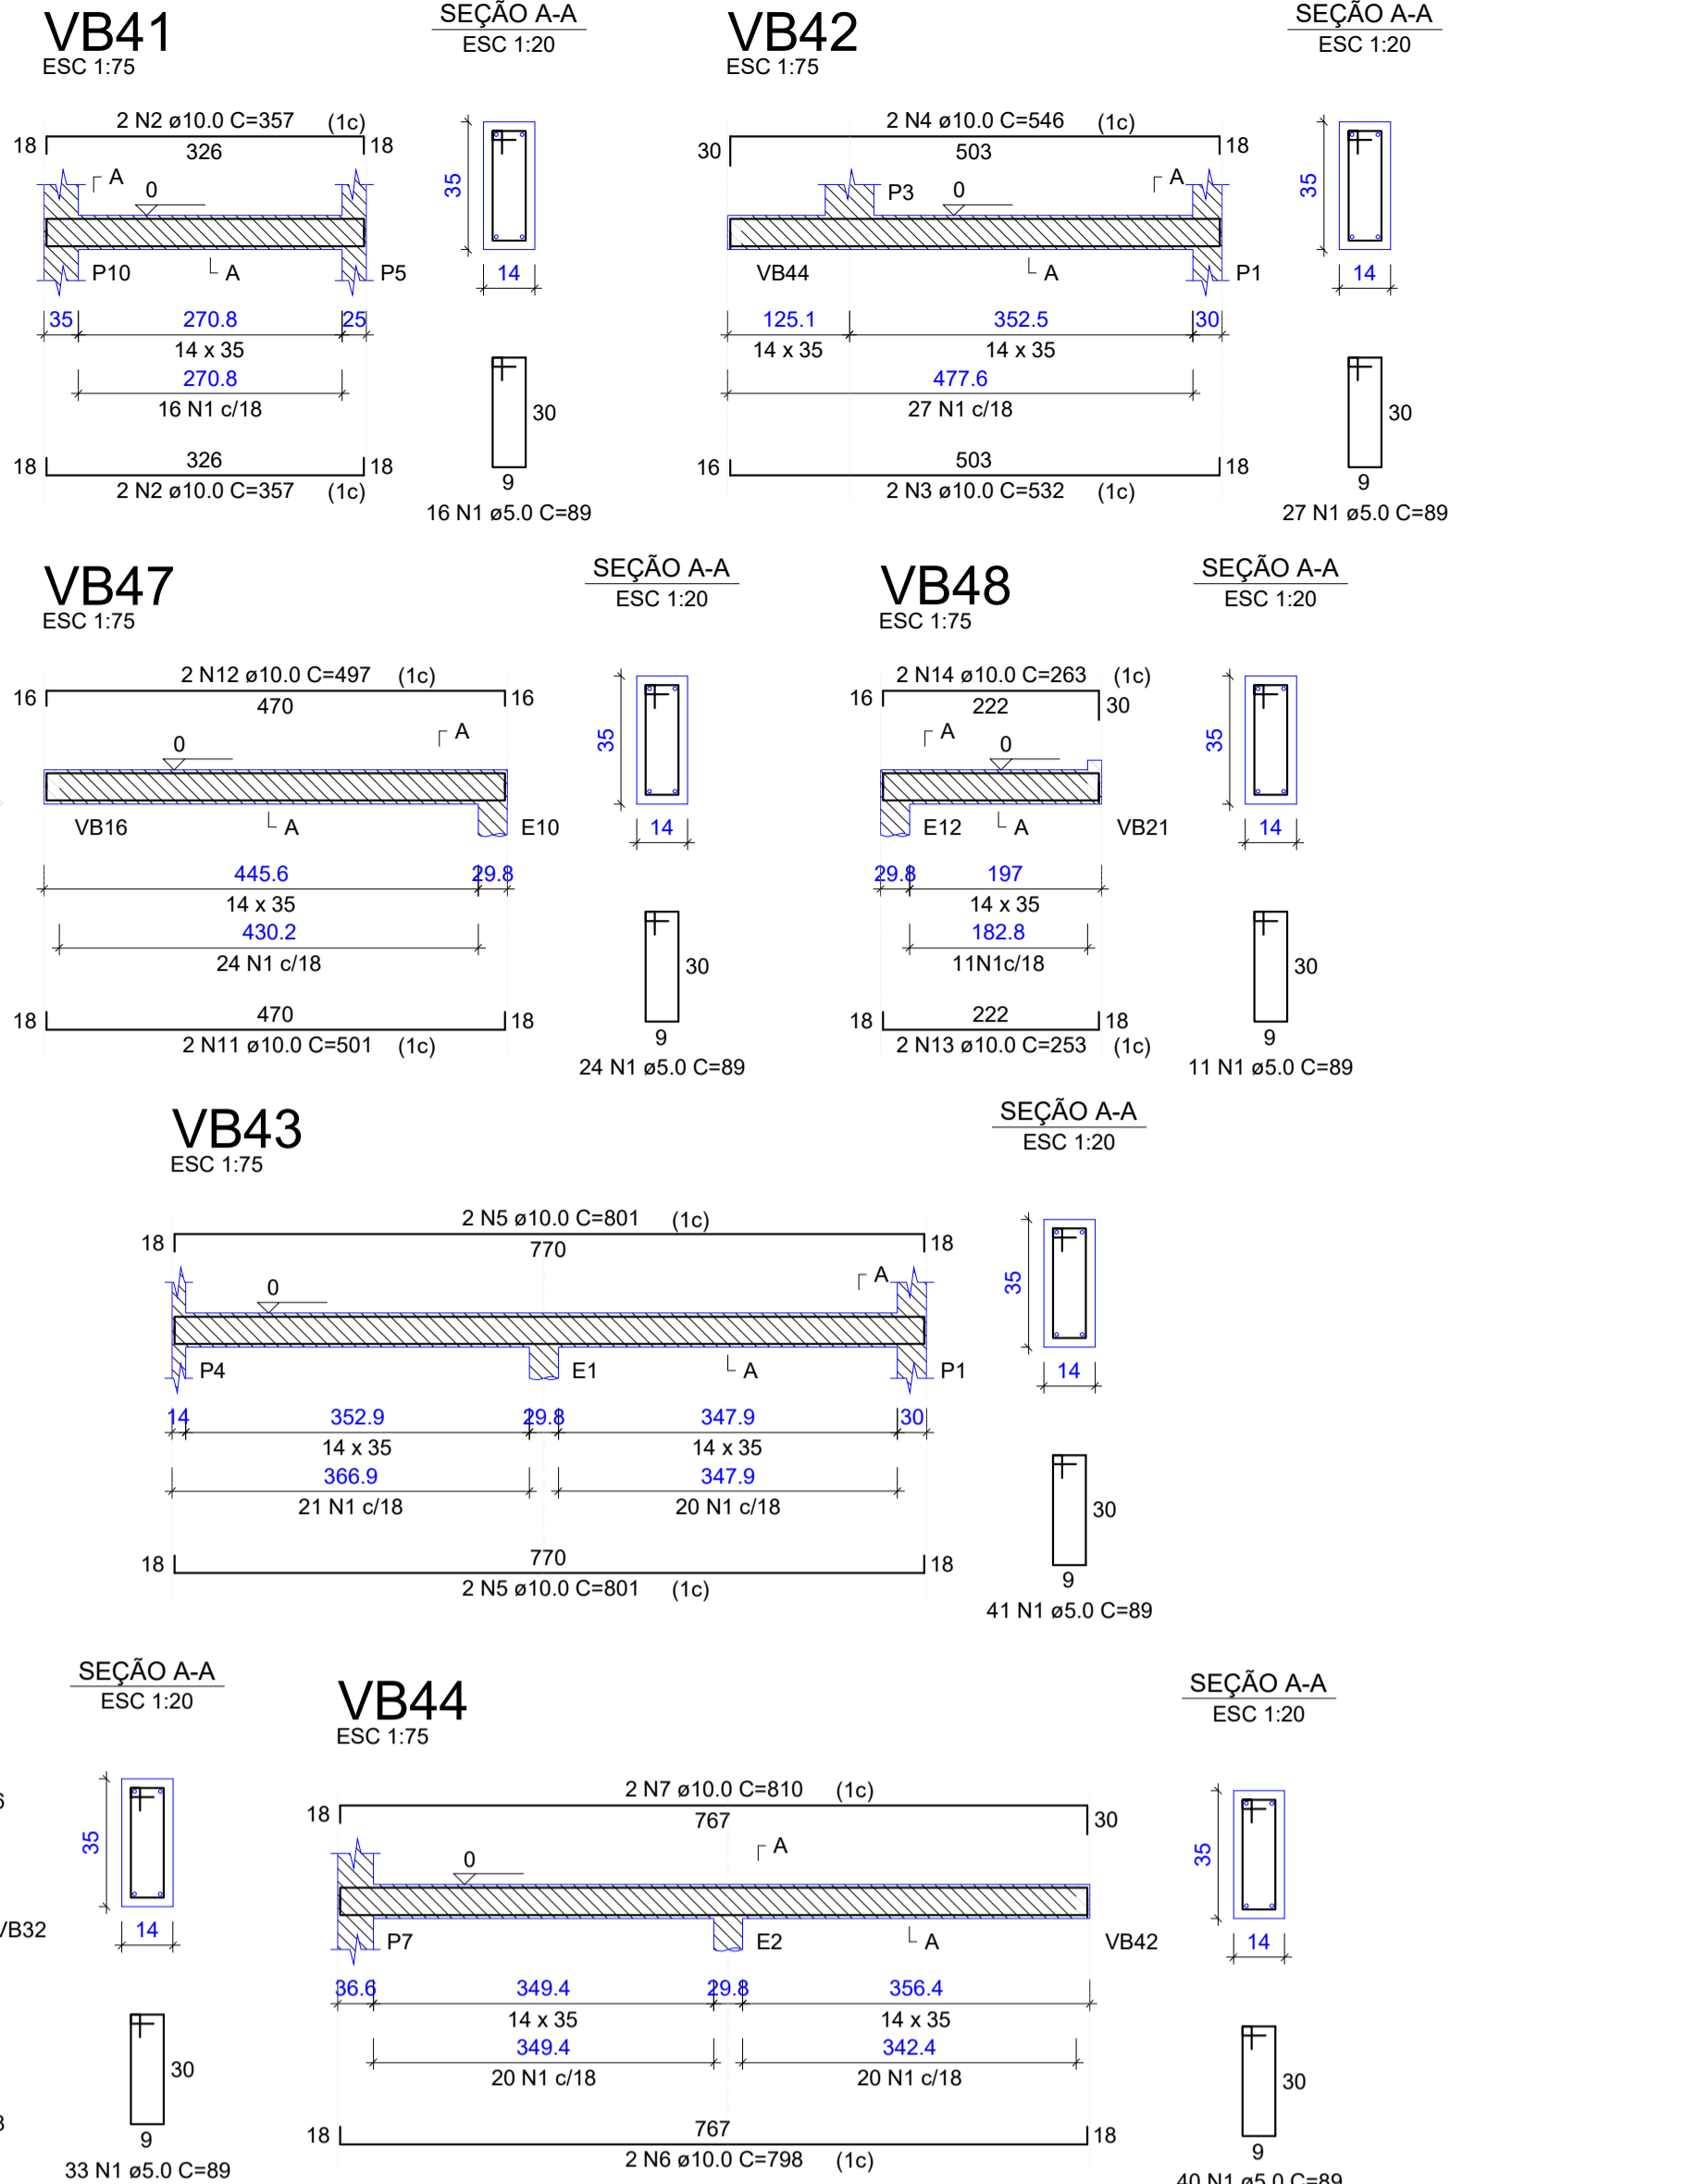 VB41
ESC 1:75
SEÇÃO A-A
ESC 1:20
2 N2 ø10.0 C=357 (1c)
18 326 18
A
0
35
P10 A P5
14
35 270.8 25
14 x 35
270.8
16 N1 c/18
30
18 326 18
2 N2 ø10.0 C=357 (1c)
9
16 N1 ø5.0 C=89
VB42
ESC 1:75
SEÇÃO A-A
ESC 1:20
2 N4 ø10.0 C=546 (1c)
30 503 18
P3 0 A
35
VB44 A P1
14
125.1 352.5 30
14 x 35 14 x 35
477.6
27 N1 c/18
30
16 503 18
2 N3 ø10.0 C=532 (1c)
9
27 N1 ø5.0 C=89
VB47
ESC 1:75
SEÇÃO A-A
ESC 1:20
2 N12 ø10.0 C=497 (1c)
16 470 16
A
0
35
VB16 A E10
14
445.6 29.8
14 x 35
430.2
24 N1 c/18
30
18 470 18
2 N11 ø10.0 C=501 (1c)
9
24 N1 ø5.0 C=89
VB48
ESC 1:75
SEÇÃO A-A
ESC 1:20
2 N14 ø10.0 C=263 (1c)
16 222 30
A
0
35
E12 A VB21
14
29.8 197
14 x 35
182.8
11N1c/18
30
18 222 18
2 N13 ø10.0 C=253 (1c)
9
11 N1 ø5.0 C=89
VB43
ESC 1:75
SEÇÃO A-A
ESC 1:20
2 N5 ø10.0 C=801 (1c)
18 770 18
A
0
35
P4 E1 A P1
14
14 352.9 29.8 347.9 30
14 x 35 14 x 35
366.9 347.9
21 N1 c/18 20 N1 c/18
30
18 770 18
2 N5 ø10.0 C=801 (1c)
9
41 N1 ø5.0 C=89
SEÇÃO A-A
ESC 1:20
35
VB32
14
30
9
33 N1 ø5.0 C=89
VB44
ESC 1:75
SEÇÃO A-A
ESC 1:20
2 N7 ø10.0 C=810 (1c)
18 767 30
A
0
35
P7 E2 A VB42
14
36.6 349.4 29.8 356.4
14 x 35 14 x 35
349.4 342.4
20 N1 c/18 20 N1 c/18
30
18 767 18
2 N6 ø10.0 C=798 (1c)
9
40 N1 ø5.0 C=89